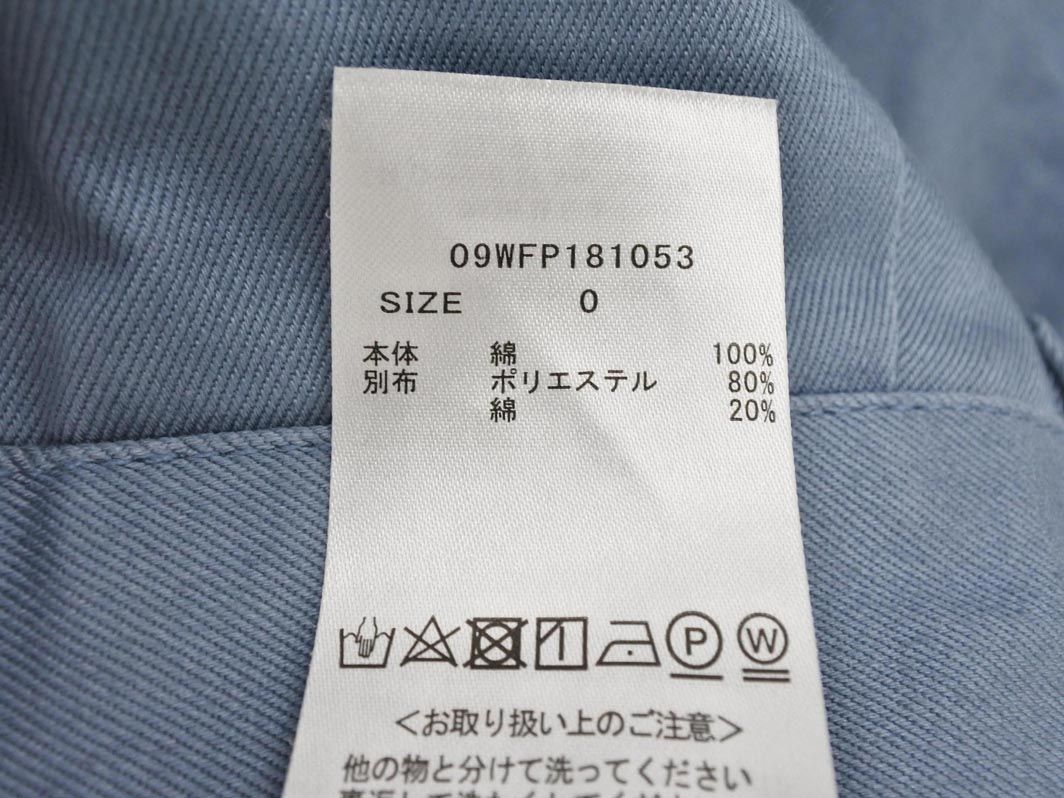 09WFP181053
SIZE 0
本体 綿 100%
別布 ポリエステル 80%
綿 20%
P W
<お取り扱い上のご注意>
他の物と分けて洗ってください